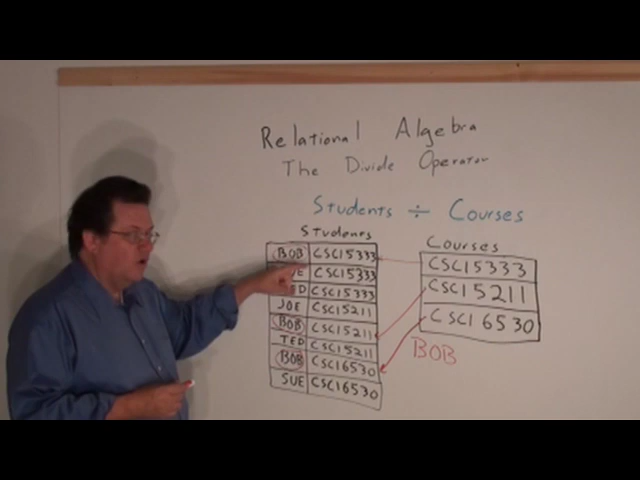 Relational Algebra
The Divide Operator
Students ÷ Courses
Students
BOB CSC15333
CSC15333
CSC15333
JOE CSC15211
BOB CSC15211
TED CSC15211
BOB CSC16530
SUE CSC16530
Courses
CSC15333
CSC15211
CSC16530
BOB